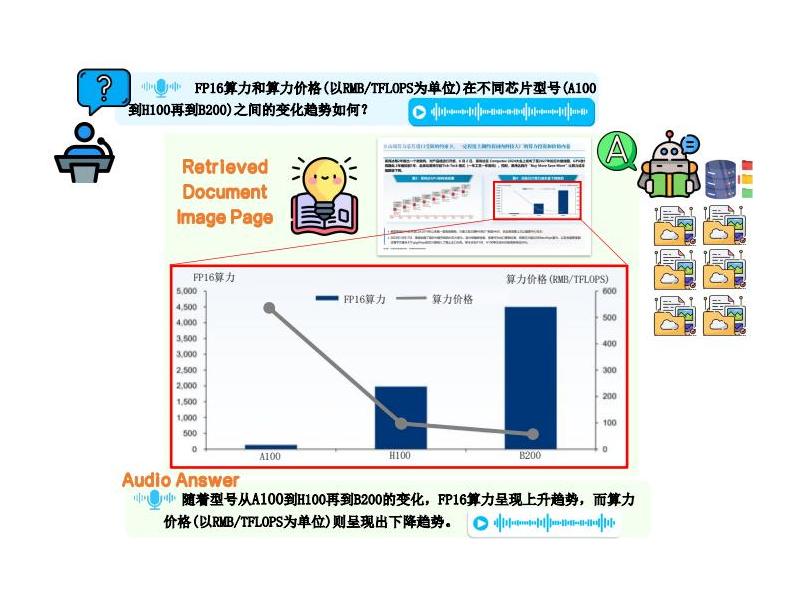 FP16算力和算力价格(以RMB/TFLOPS为单位)在不同芯片型号(A100
到H100再到B200)之间的变化趋势如何?
Retrieved
Document
Image Page
A
FP16算力
算力价格(RMB/TFLOPS)
FP16算力
算力价格
5,000
4,500
4,000
3,500
3,000
2,500
2,000
1,500
1,000
500
0
600
500
400
300
200
100
0
A100
H100
B200
Audio Answer
随着型号从A100到H100再到B200的变化, FP16算力呈现上升趋势, 而算力
价格(以RMB/TFLOPS为单位)则呈现出下降趋势。